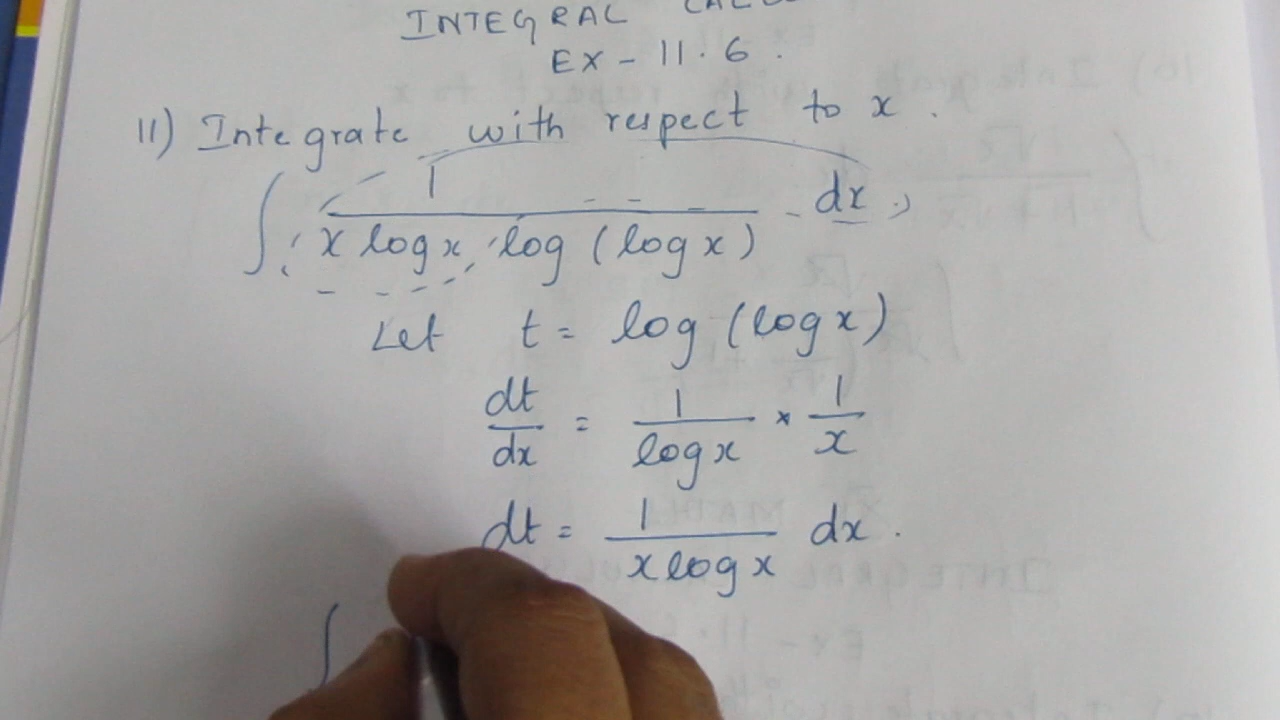 INTEGRAL
EX - 11.6.
11) Integrate with respect to x.
∫ 1 / (x log x . log (log x)) . dx.
Let t = log (log x)
dt/dx = 1/log x × 1/x
dt = 1/(x log x) dx.
∫